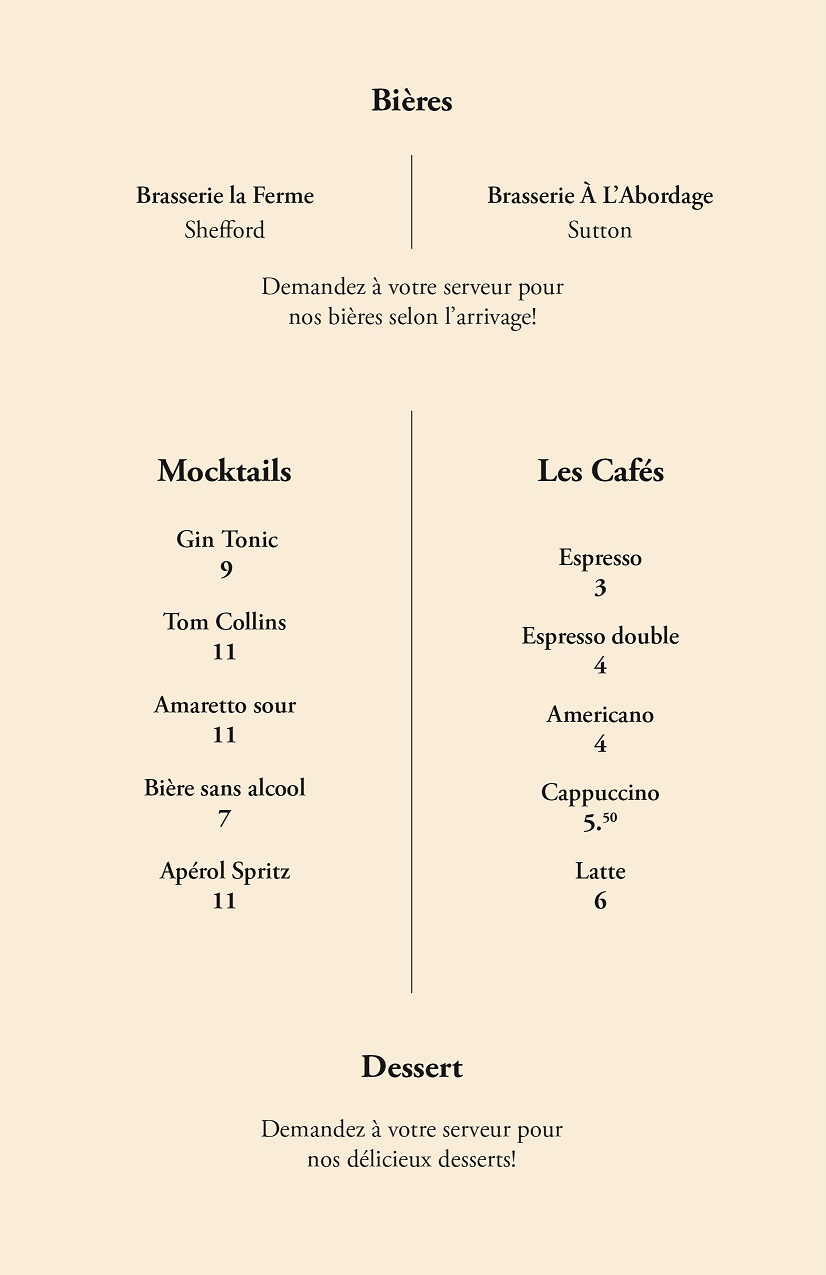 Bières
Brasserie la Ferme
Shefford
Brasserie À L’Abordage
Sutton
Demandez à votre serveur pour
nos bières selon l’arrivage!
Mocktails
Gin Tonic
9
Tom Collins
11
Amaretto sour
11
Bière sans alcool
7
Apérol Spritz
11
Les Cafés
Espresso
3
Espresso double
4
Americano
4
Cappuccino
5.⁵⁰
Latte
6
Dessert
Demandez à votre serveur pour
nos délicieux desserts!